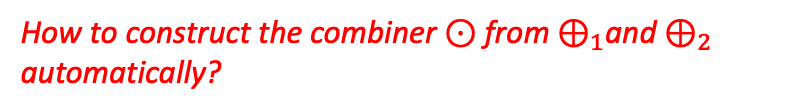 How to construct the combiner ⊙ from ⊕₁and ⊕₂
automatically?